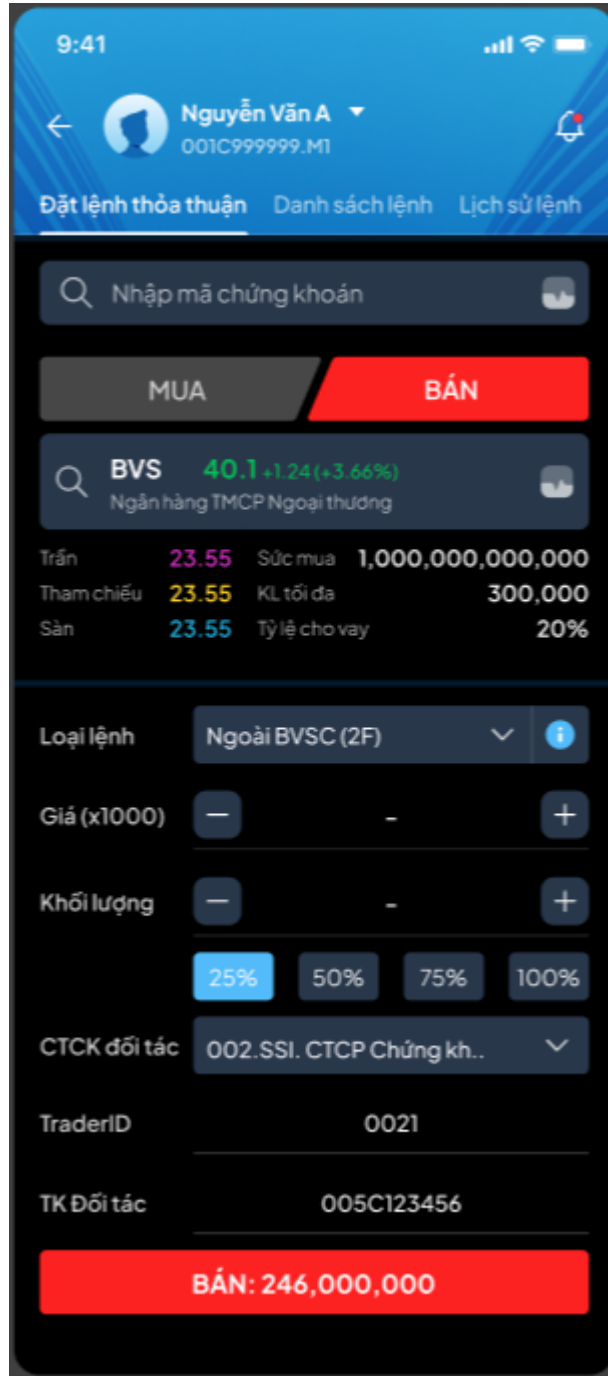 9:41
Nguyễn Văn A
001C999999.M1
Đặt lệnh thỏa thuận Danh sách lệnh Lịch sử lệnh
Nhập mã chứng khoán
MUA BÁN
BVS 40.1 +1.24 (+3.66%)
Ngân hàng TMCP Ngoại thương
Trần 23.55 Sức mua 1,000,000,000,000
Tham chiếu 23.55 KL tối đa 300,000
Sàn 23.55 Tỷ lệ cho vay 20%
Loại lệnh Ngoài BVSC (2F)
Giá (x1000) - 
Khối lượng -
25% 50% 75% 100%
CTCK đối tác 002.SSI. CTCP Chứng kh..
TraderID 0021
TK Đối tác 005C123456
BÁN: 246,000,000